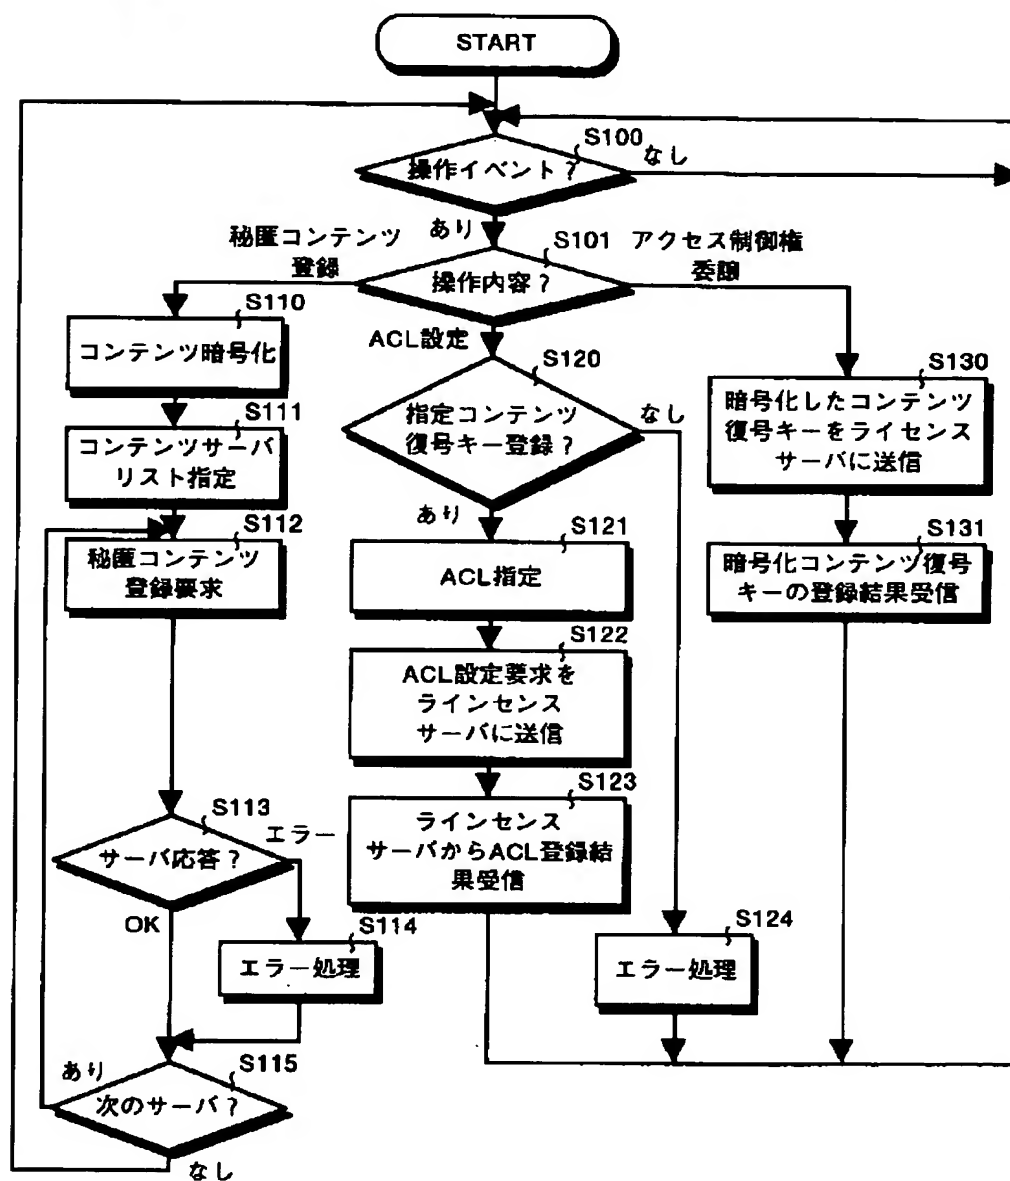 START
S100
操作イベント?
なし
あり
秘匿コンテンツ
登録
S101
アクセス制御権
委譲
操作内容?
S110
コンテンツ暗号化
ACL設定
S120
指定コンテンツ
復号キー登録?
なし
S130
暗号化したコンテンツ
復号キーをライセンス
サーバに送信
S111
コンテンツサーバ
リスト指定
あり
S112
秘匿コンテンツ
登録要求
S121
ACL指定
S131
暗号化コンテンツ復号
キーの登録結果受信
S122
ACL設定要求を
ラインセンス
サーバに送信
S123
ラインセンス
サーバからACL登録結
果受信
S113
サーバ応答?
エラー
OK
S114
エラー処理
S124
エラー処理
S115
あり
次のサーバ?
なし